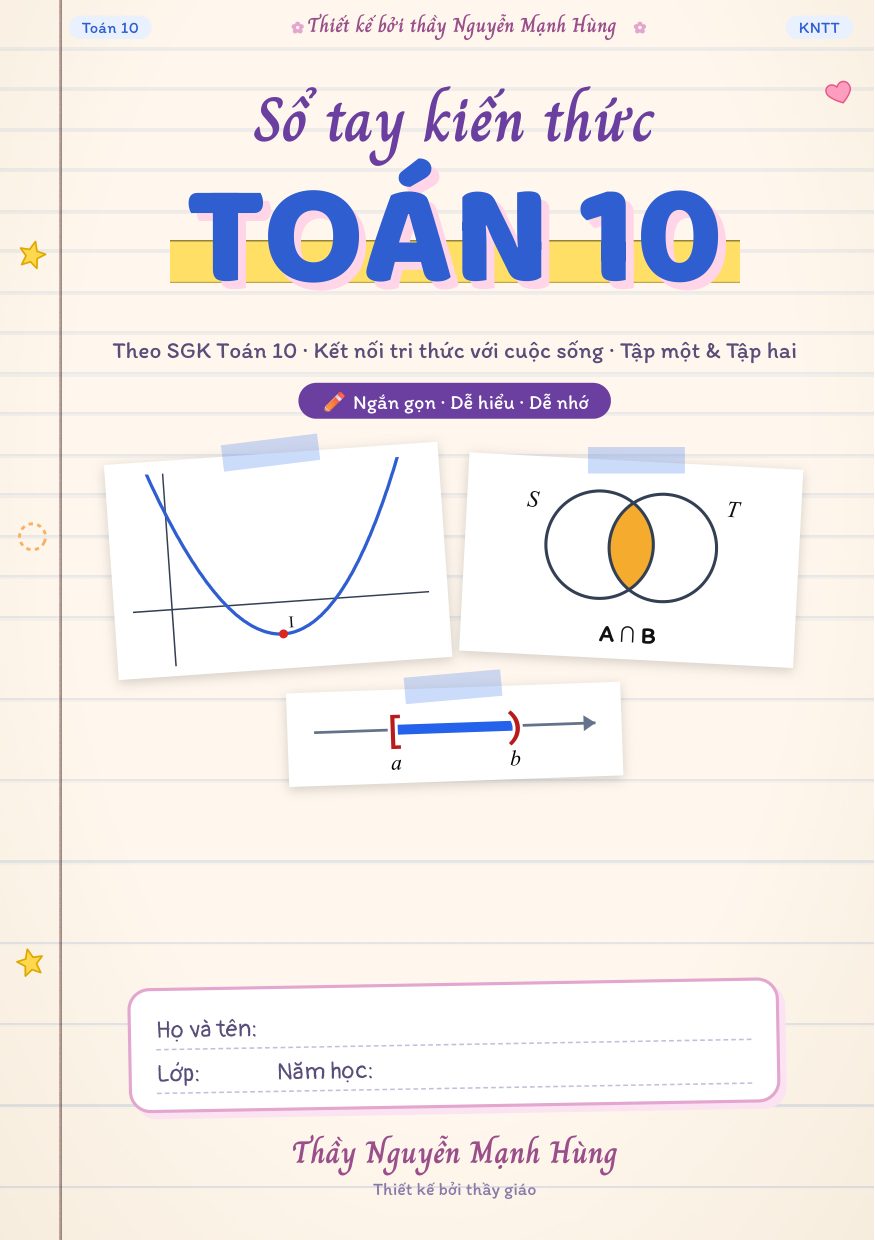 Toán 10
Thiết kế bởi thầy Nguyễn Mạnh Hùng
KNTT
Sổ tay kiến thức
TOÁN 10
Theo SGK Toán 10 · Kết nối tri thức với cuộc sống · Tập một & Tập hai
Ngắn gọn · Dễ hiểu · Dễ nhớ
I
S
T
A ∩ B
[ )
a
b
Họ và tên:
Lớp: Năm học:
Thầy Nguyễn Mạnh Hùng
Thiết kế bởi thầy giáo